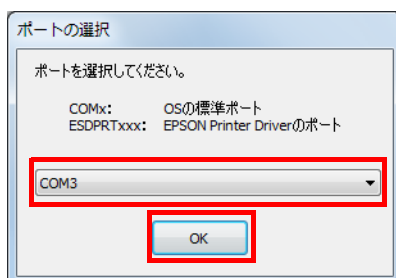 ポートの選択
ポートを選択してください。
COMx: OSの標準ポート
ESDPRTxxx: EPSON Printer Driverのポート
COM3
OK